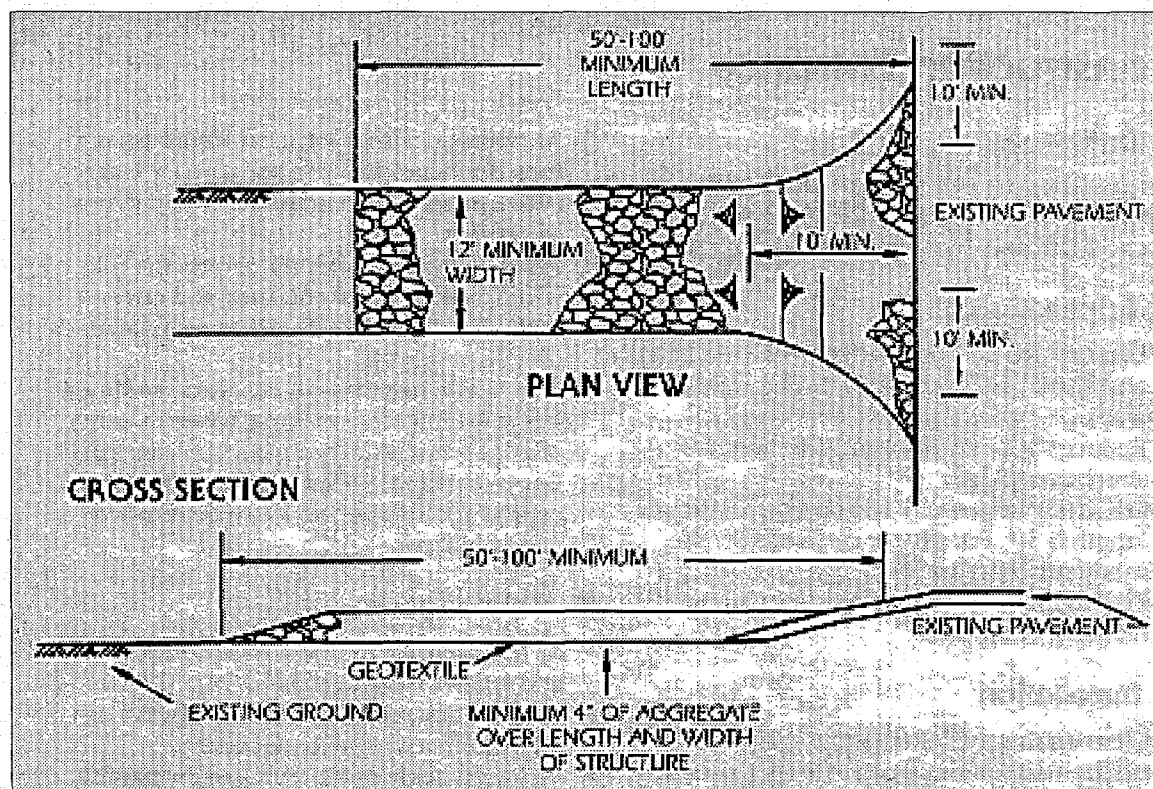 50'-100'
MINIMUM
LENGTH
10' MIN.
EXISTING PAVEMENT
12' MINIMUM
WIDTH
10' MIN.
10' MIN.
PLAN VIEW
CROSS SECTION
50'-100' MINIMUM
EXISTING PAVEMENT
GEOTEXTILE
EXISTING GROUND
MINIMUM 4" OF AGGREGATE
OVER LENGTH AND WIDTH
OF STRUCTURE